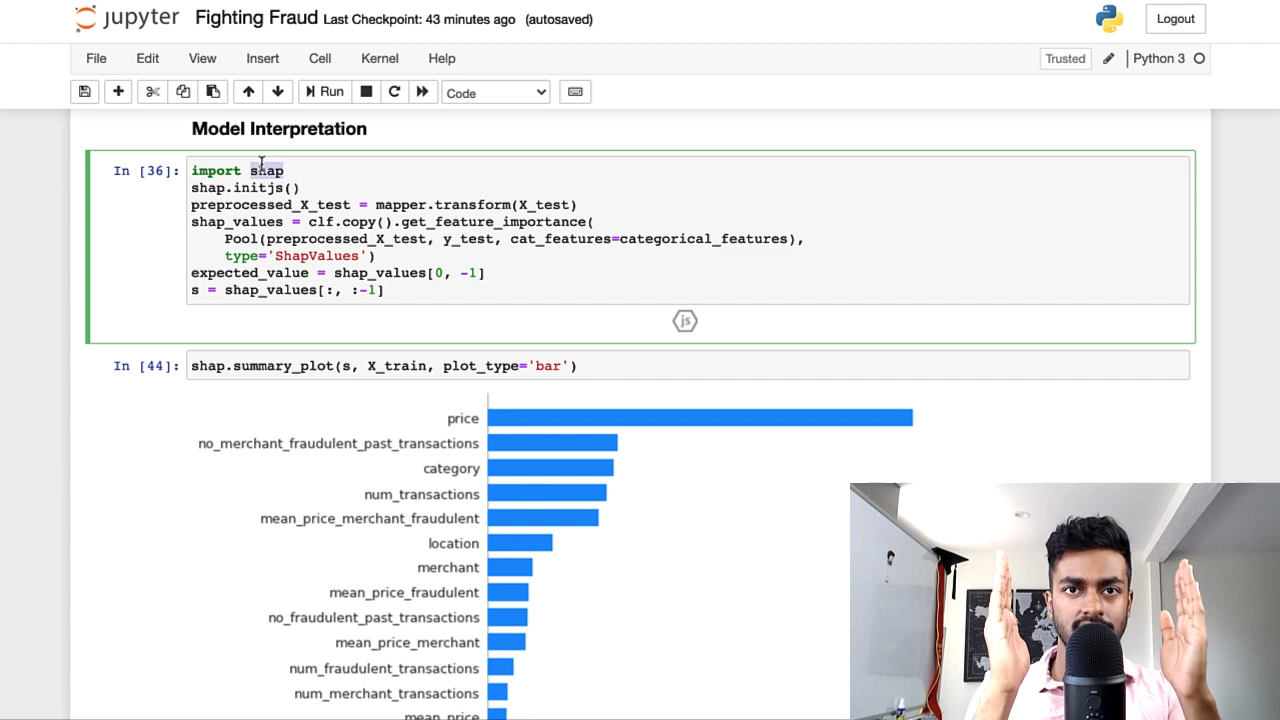 jupyter Fighting Fraud Last Checkpoint: 43 minutes ago (autosaved)
Logout
File Edit View Insert Cell Kernel Help
Trusted Python 3
Run Code
Model Interpretation
In [36]: import shap
shap.initjs()
preprocessed_X_test = mapper.transform(X_test)
shap_values = clf.copy().get_feature_importance(
Pool(preprocessed_X_test, y_test, cat_features=categorical_features),
type='ShapValues')
expected_value = shap_values[0, -1]
s = shap_values[:, :-1]
js
In [44]: shap.summary_plot(s, X_train, plot_type='bar')
price
no_merchant_fraudulent_past_transactions
category
num_transactions
mean_price_merchant_fraudulent
location
merchant
mean_price_fraudulent
no_fraudulent_past_transactions
mean_price_merchant
num_fraudulent_transactions
num_merchant_transactions
mean_price